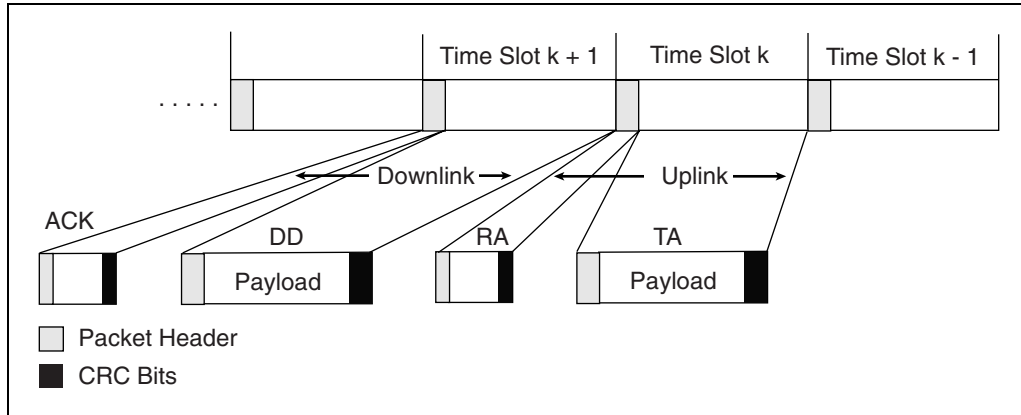 Time Slot k + 1 Time Slot k Time Slot k - 1
. . . . .
Downlink Uplink
ACK
DD RA TA
Payload Payload
Packet Header
CRC Bits